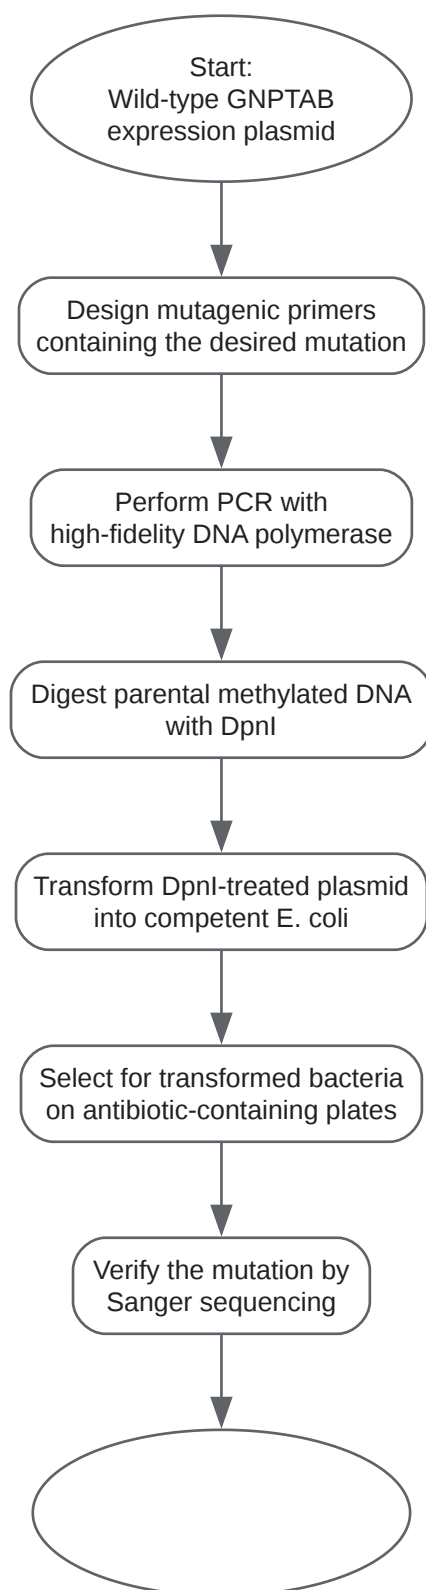 Start:
Wild-type GNPTAB
expression plasmid
Design mutagenic primers
containing the desired mutation
Perform PCR with
high-fidelity DNA polymerase
Digest parental methylated DNA
with DpnI
Transform DpnI-treated plasmid
into competent E. coli
Select for transformed bacteria
on antibiotic-containing plates
Verify the mutation by
Sanger sequencing